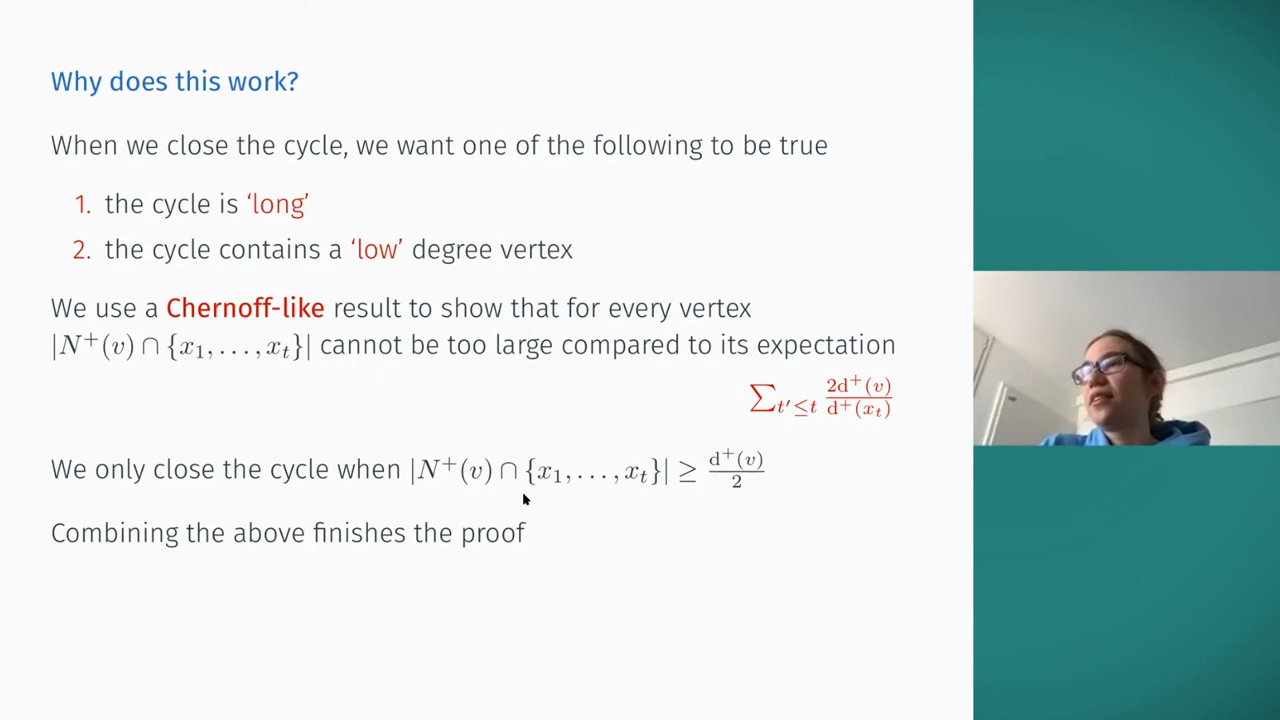 Why does this work?
When we close the cycle, we want one of the following to be true
1. the cycle is ‘long’
2. the cycle contains a ‘low’ degree vertex
We use a Chernoff-like result to show that for every vertex
|N⁺(v) ∩ {x₁, …, xₜ}| cannot be too large compared to its expectation
∑_{t′≤t} \frac{2d⁺(v)}{d⁺(xₜ)}
We only close the cycle when |N⁺(v) ∩ {x₁, …, xₜ}| ≥ \frac{d⁺(v)}{2}
Combining the above finishes the proof